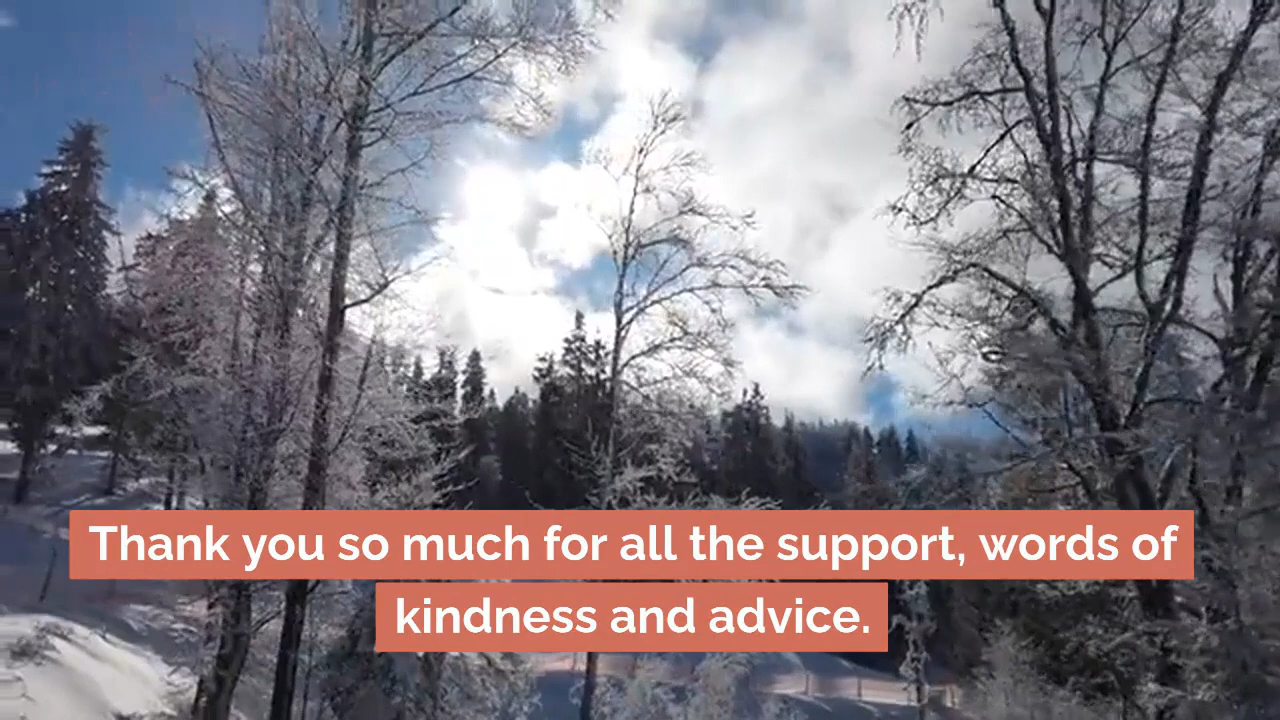 Thank you so much for all the support, words of
kindness and advice.